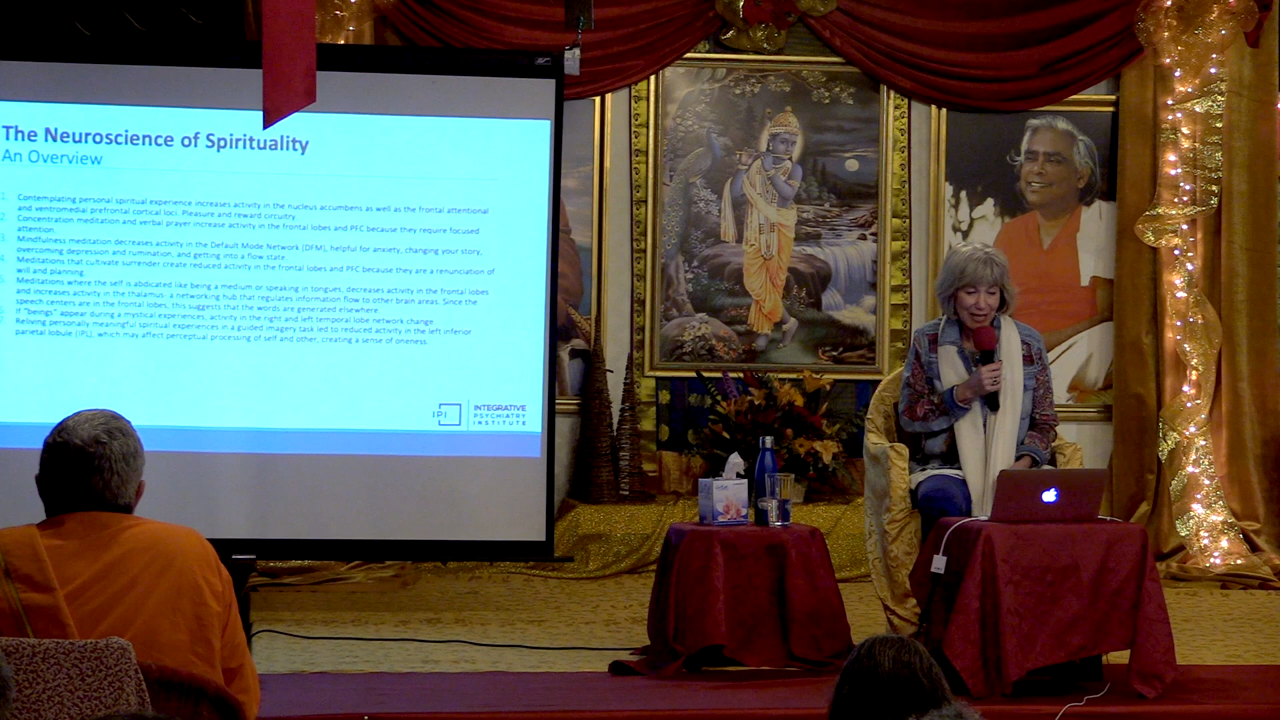 The Neuroscience of Spirituality
An Overview
1. Contemplating personal spiritual experience increases activity in the nucleus accumbens as well as the frontal attentional
and ventromedial prefrontal cortical loci. Pleasure and reward circuitry.
2. Concentration meditation and verbal prayer increase activity in the frontal lobes and PFC because they require focused
attention.
3. Mindfulness meditation decreases activity in the Default Mode Network (DFM), helpful for anxiety, changing your story,
overcoming depression and rumination, and getting into a flow state.
4. Meditations that cultivate surrender create reduced activity in the frontal lobes and PFC because they are a renunciation of
will and planning.
5. Meditations where the self is abdicated like being a medium or speaking in tongues, decreases activity in the frontal lobes
and increases activity in the thalamus- a networking hub that regulates information flow to other brain areas. Since the
speech centers are in the frontal lobes, this suggests that the words are generated elsewhere.
6. If "beings" appear during a mystical experiences, activity in the right and left temporal lobe network change.
7. Reliving personally meaningful spiritual experiences in a guided imagery task led to reduced activity in the left inferior
parietal lobule (IPL), which may affect perceptual processing of self and other, creating a sense of oneness.
IPI
INTEGRATIVE
PSYCHIATRY
INSTITUTE